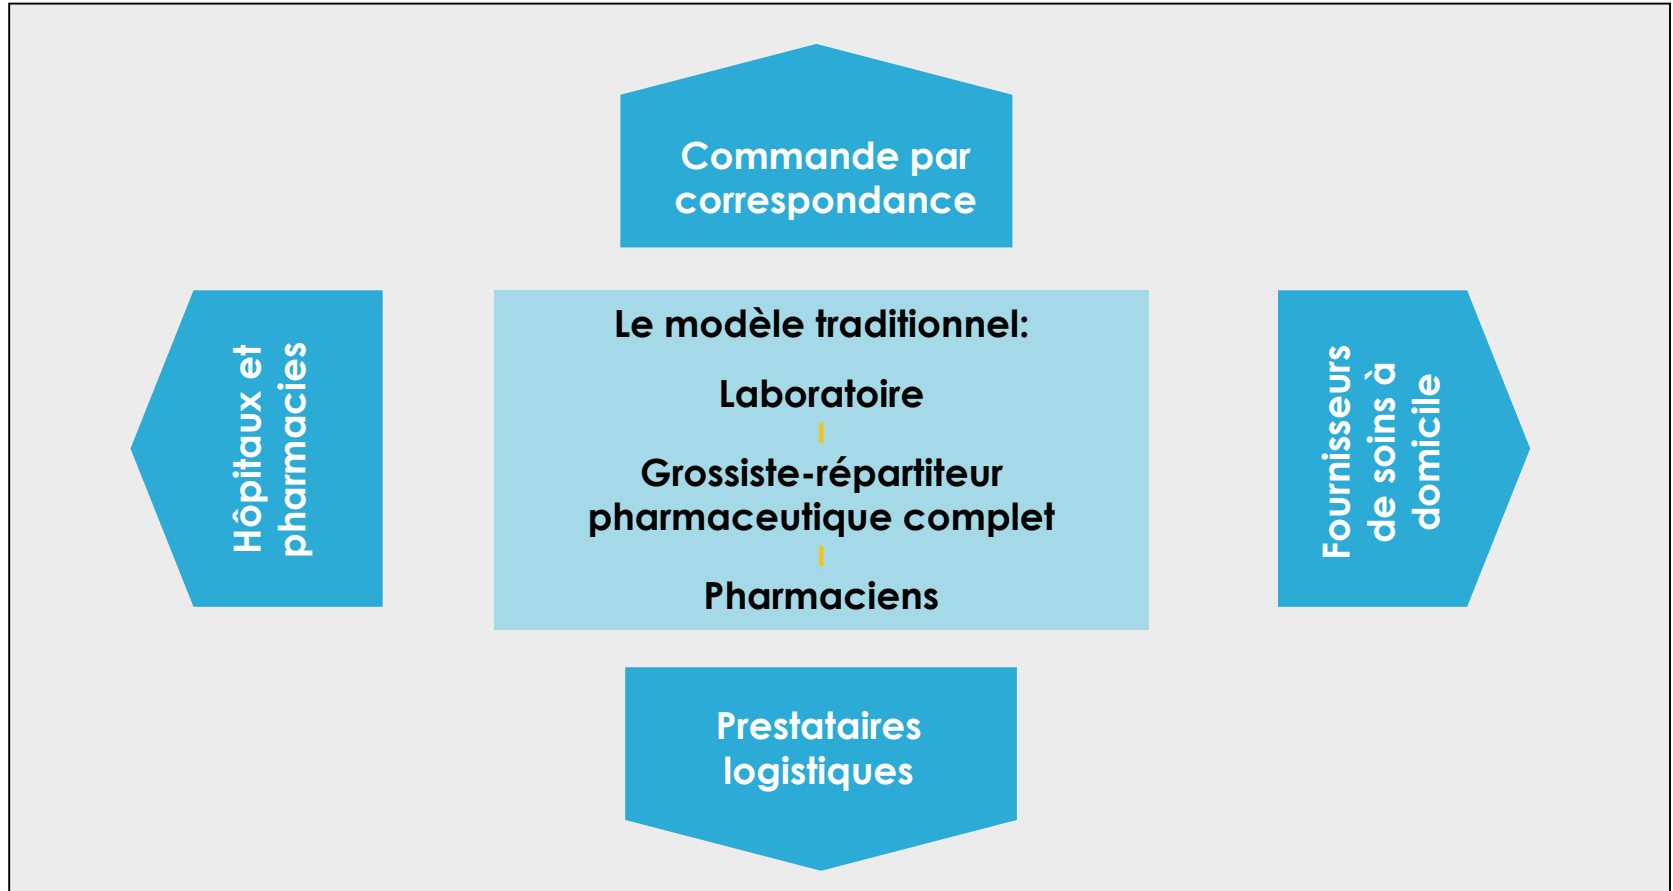 Commande par
correspondance
Hôpitaux et
pharmacies
Le modèle traditionnel:
Laboratoire
Grossiste-répartiteur
pharmaceutique complet
Pharmaciens
Fournisseurs
de soins à
domicile
Prestataires
logistiques